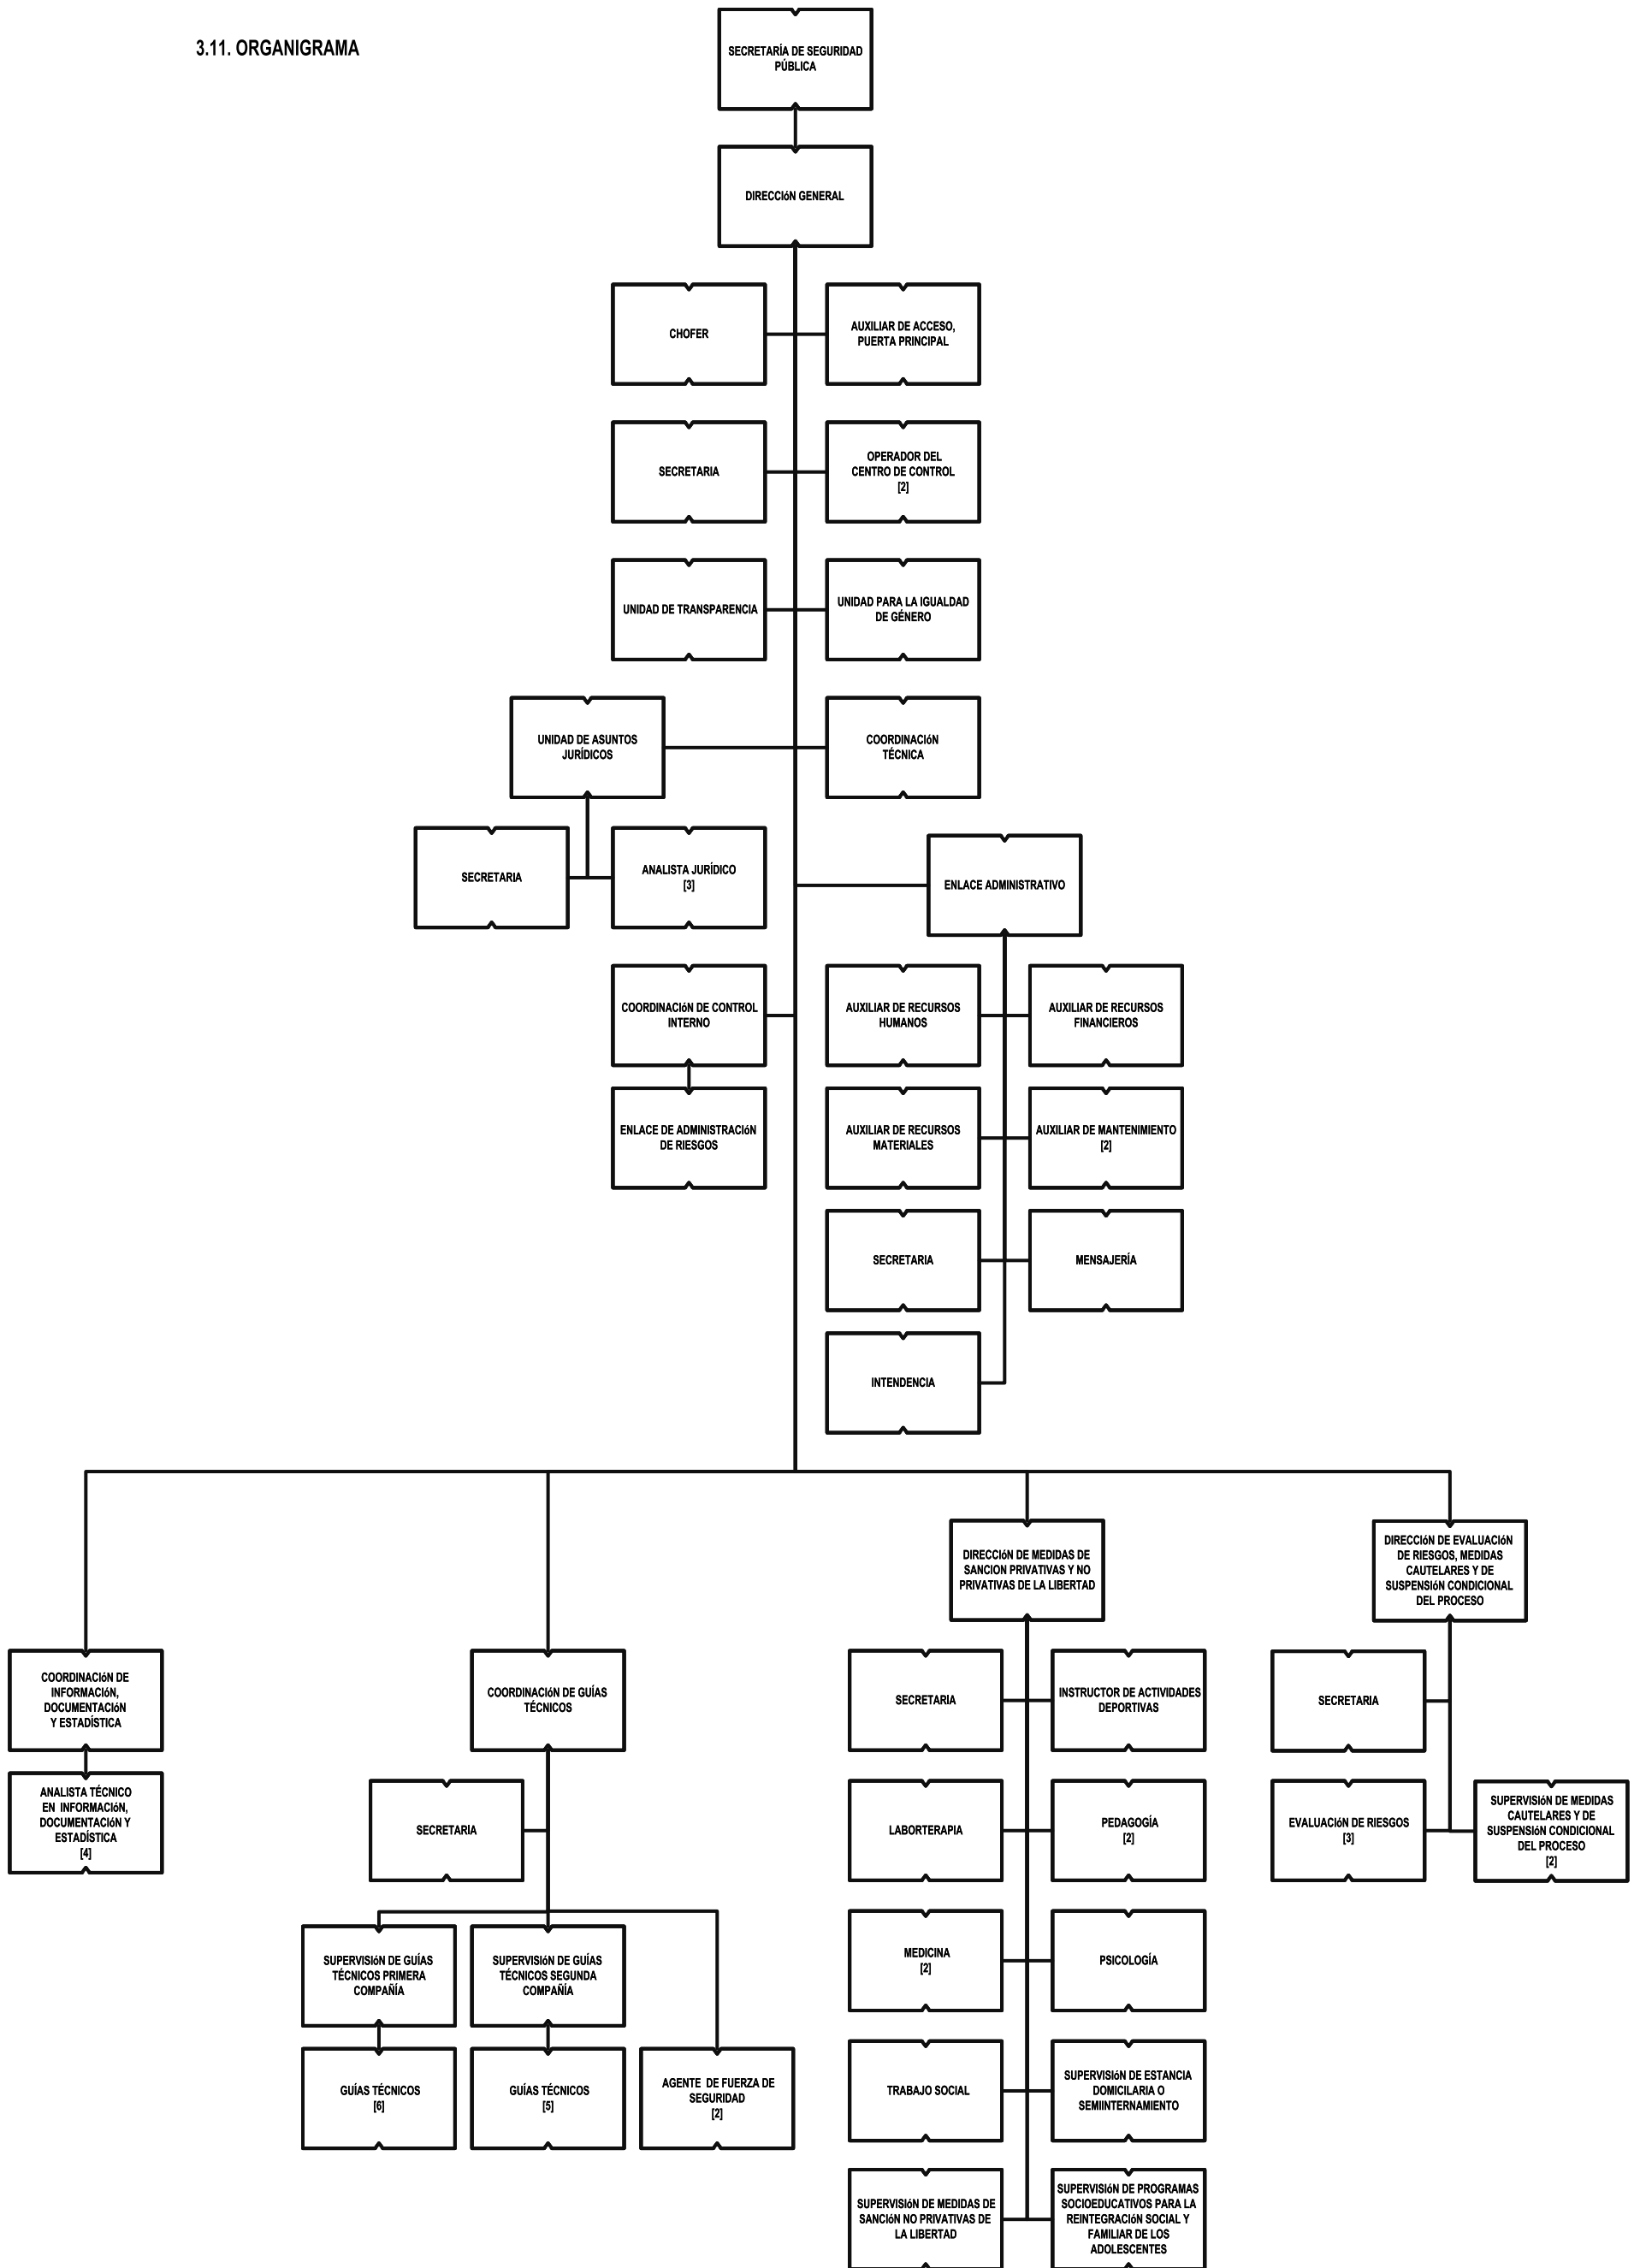 3.11. ORGANIGRAMA
SECRETARÍA DE SEGURIDAD
PÚBLICA
DIRECCIóN GENERAL
CHOFER
AUXILIAR DE ACCESO,
PUERTA PRINCIPAL
SECRETARIA
OPERADOR DEL
CENTRO DE CONTROL
[2]
UNIDAD DE TRANSPARENCIA
UNIDAD PARA LA IGUALDAD
DE GÉNERO
UNIDAD DE ASUNTOS
JURÍDICOS
COORDINACIóN
TÉCNICA
SECRETARIA
ANALISTA JURÍDICO
[3]
ENLACE ADMINISTRATIVO
COORDINACIóN DE CONTROL
INTERNO
AUXILIAR DE RECURSOS
HUMANOS
AUXILIAR DE RECURSOS
FINANCIEROS
ENLACE DE ADMINISTRACIóN
DE RIESGOS
AUXILIAR DE RECURSOS
MATERIALES
AUXILIAR DE MANTENIMIENTO
[2]
SECRETARIA
MENSAJERÍA
INTENDENCIA
DIRECCIóN DE MEDIDAS DE
SANCION PRIVATIVAS Y NO
PRIVATIVAS DE LA LIBERTAD
DIRECCIóN DE EVALUACIóN
DE RIESGOS, MEDIDAS
CAUTELARES Y DE
SUSPENSIóN CONDICIONAL
DEL PROCESO
COORDINACIóN DE
INFORMACIóN,
DOCUMENTACIóN
Y ESTADÍSTICA
COORDINACIóN DE GUÍAS
TÉCNICOS
SECRETARIA
INSTRUCTOR DE ACTIVIDADES
DEPORTIVAS
SECRETARIA
ANALISTA TÉCNICO
EN INFORMACIóN,
DOCUMENTACIóN Y
ESTADÍSTICA
[4]
SECRETARIA
LABORTERAPIA
PEDAGOGÍA
[2]
EVALUACIóN DE RIESGOS
[3]
SUPERVISIóN DE MEDIDAS
CAUTELARES Y DE
SUSPENSIóN CONDICIONAL
DEL PROCESO
[2]
SUPERVISIóN DE GUÍAS
TÉCNICOS PRIMERA
COMPAÑÍA
SUPERVISIóN DE GUÍAS
TÉCNICOS SEGUNDA
COMPAÑÍA
MEDICINA
[2]
PSICOLOGÍA
GUÍAS TÉCNICOS
[6]
GUÍAS TÉCNICOS
[5]
AGENTE DE FUERZA DE
SEGURIDAD
[2]
TRABAJO SOCIAL
SUPERVISIóN DE ESTANCIA
DOMICILARIA O
SEMIINTERNAMIENTO
SUPERVISIóN DE MEDIDAS DE
SANCIóN NO PRIVATIVAS DE
LA LIBERTAD
SUPERVISIóN DE PROGRAMAS
SOCIOEDUCATIVOS PARA LA
REINTEGRACIóN SOCIAL Y
FAMILIAR DE LOS
ADOLESCENTES